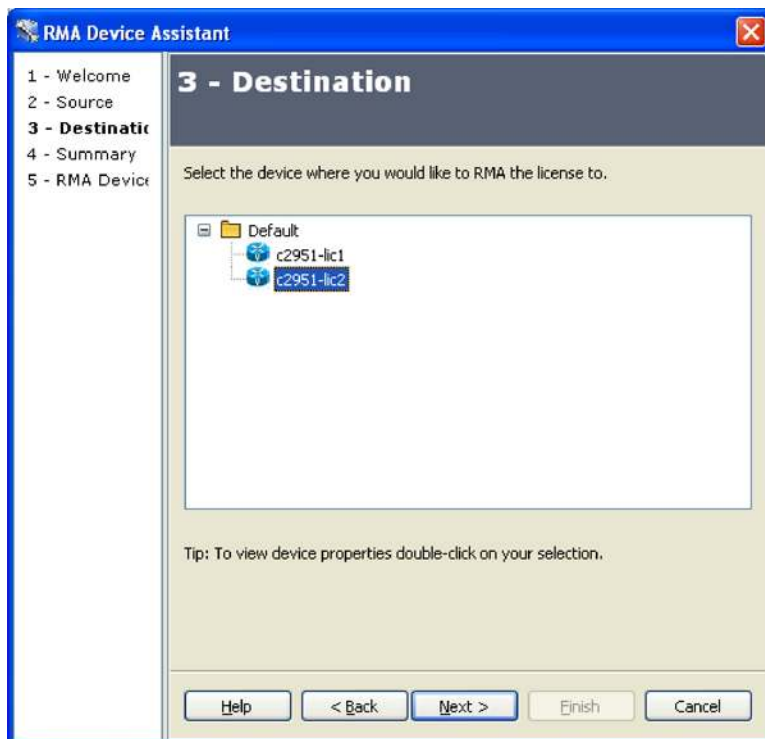 RMA Device Assistant
1 - Welcome
2 - Source
3 - Destinatic
4 - Summary
5 - RMA Device
3 - Destination
Select the device where you would like to RMA the license to.
Default
c2951-lic1
c2951-lic2
Tip: To view device properties double-click on your selection.
Help
< Back
Next >
Finish
Cancel